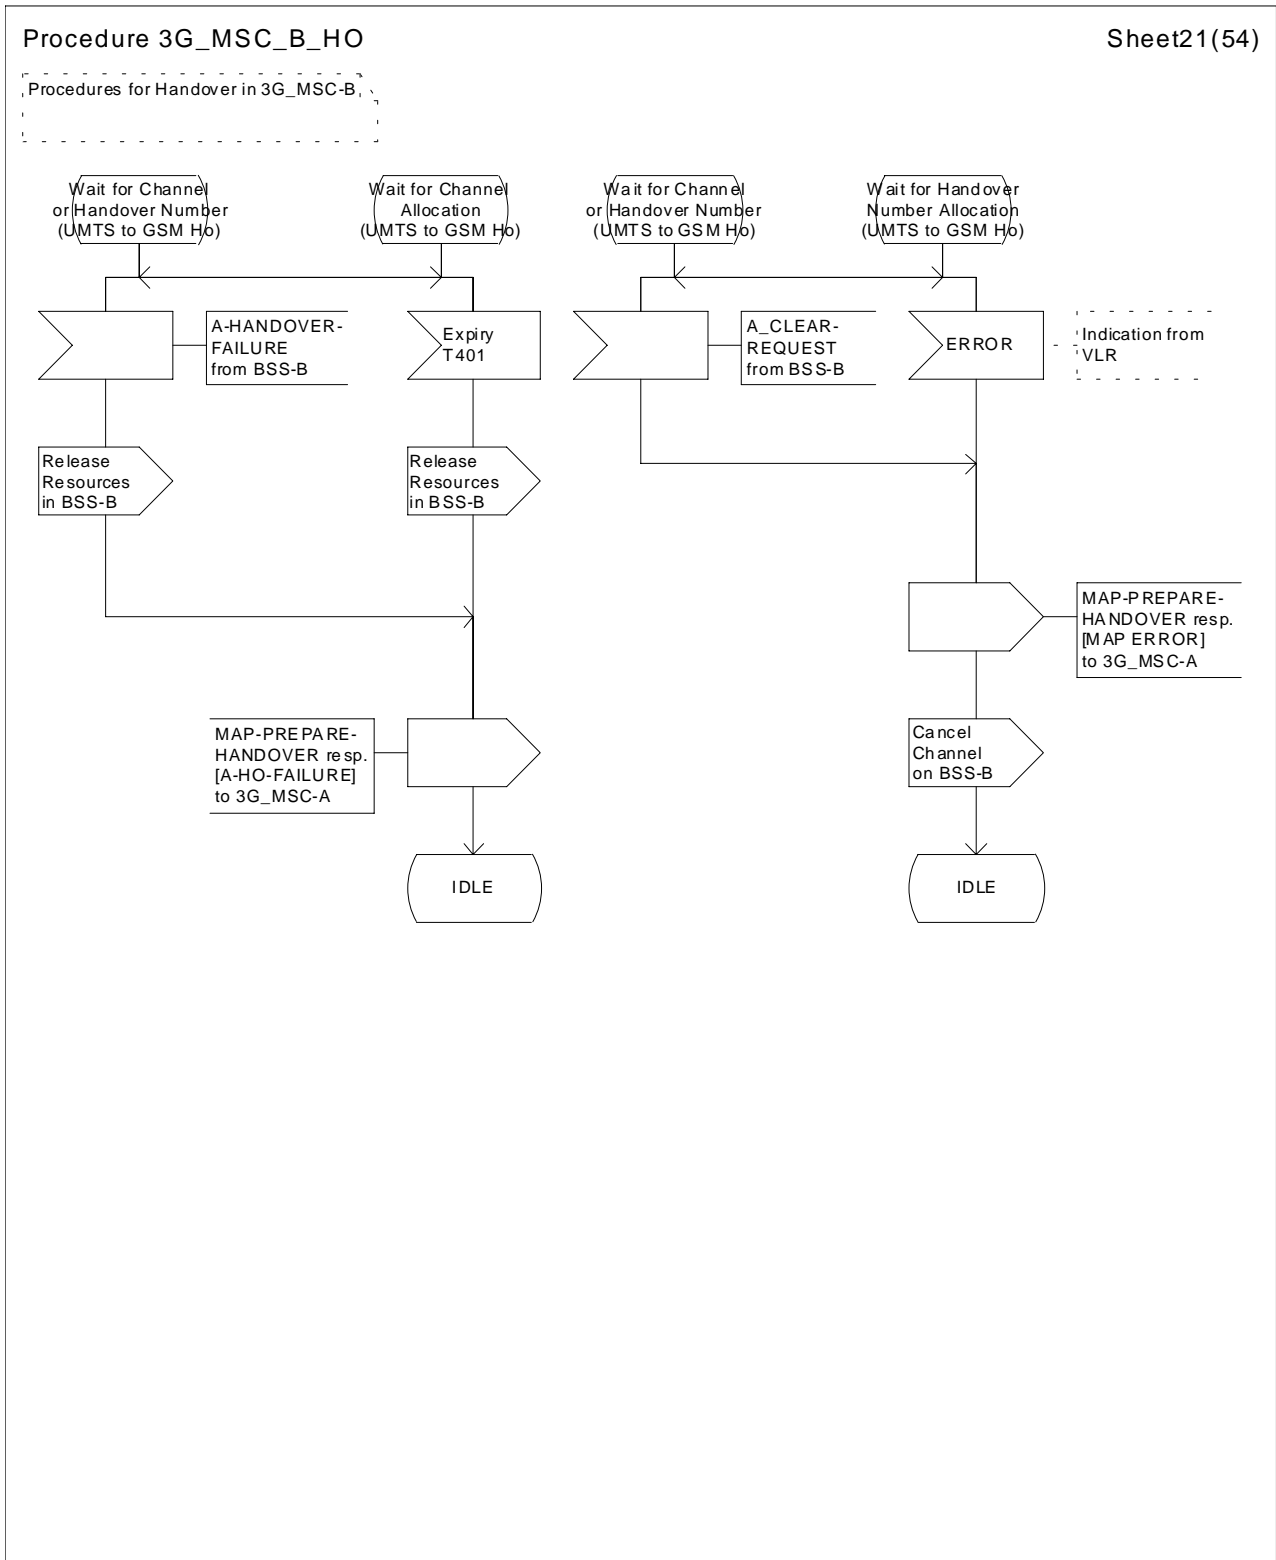 Procedure 3G_MSC_B_HO
Sheet21(54)
Procedures for Handover in 3G_MSC-B
Wait for Channel
or Handover Number
(UMTS to GSM Ho)
Wait for Channel
Allocation
(UMTS to GSM Ho)
Wait for Channel
or Handover Number
(UMTS to GSM Ho)
Wait for Handover
Number Allocation
(UMTS to GSM Ho)
A-HANDOVER-
FAILURE
from BSS-B
Expiry
T401
A_CLEAR-
REQUEST
from BSS-B
ERROR
Indication from
VLR
Release
Resources
in BSS-B
Release
Resources
in BSS-B
MAP-PREPARE-
HANDOVER resp.
[MAP ERROR]
to 3G_MSC-A
MAP-PREPARE-
HANDOVER resp.
[A-HO-FAILURE]
to 3G_MSC-A
Cancel
Channel
on BSS-B
IDLE
IDLE